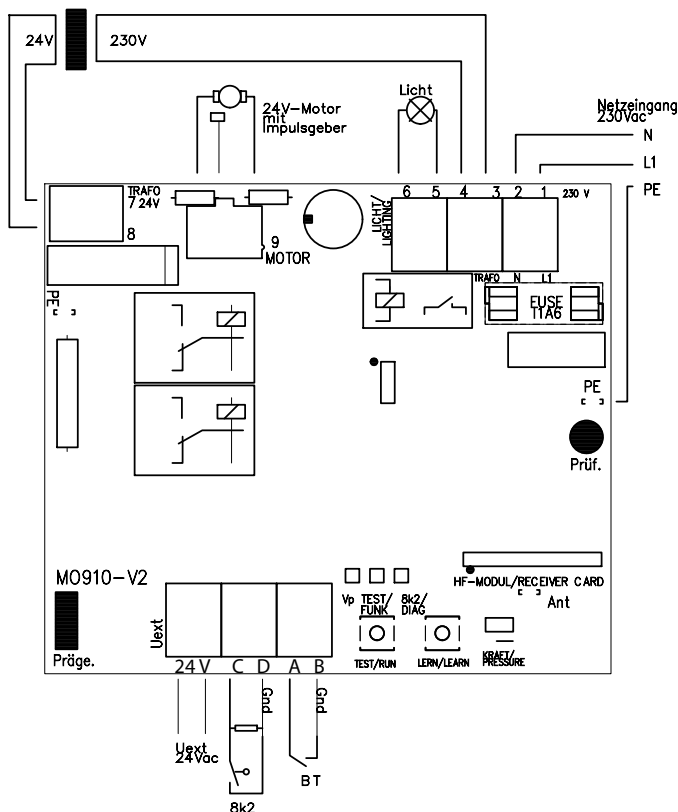 24V
230V
24V-Motor
mit
Impulsgeber
Licht
Netzeingang
230Vac
N
L1
PE
TRAFO
7 24V
8
9
MOTOR
LICHT/
LIGHTING
6 5 4 3 2 1 230 V
TRAFO N L1
FUSE
T1A6
PE
PE
Prüf.
MO910-V2
Präge.
HF-MODUL/RECEIVER CARD
Ant
Vp TEST/ 8k2/
FUNK DIAG
TEST/RUN
LERN/LEARN
KRAFT/
PRESSURE
Uext
24 V C D A B
Gnd
Gnd
Uext
24Vac
8k2
BT